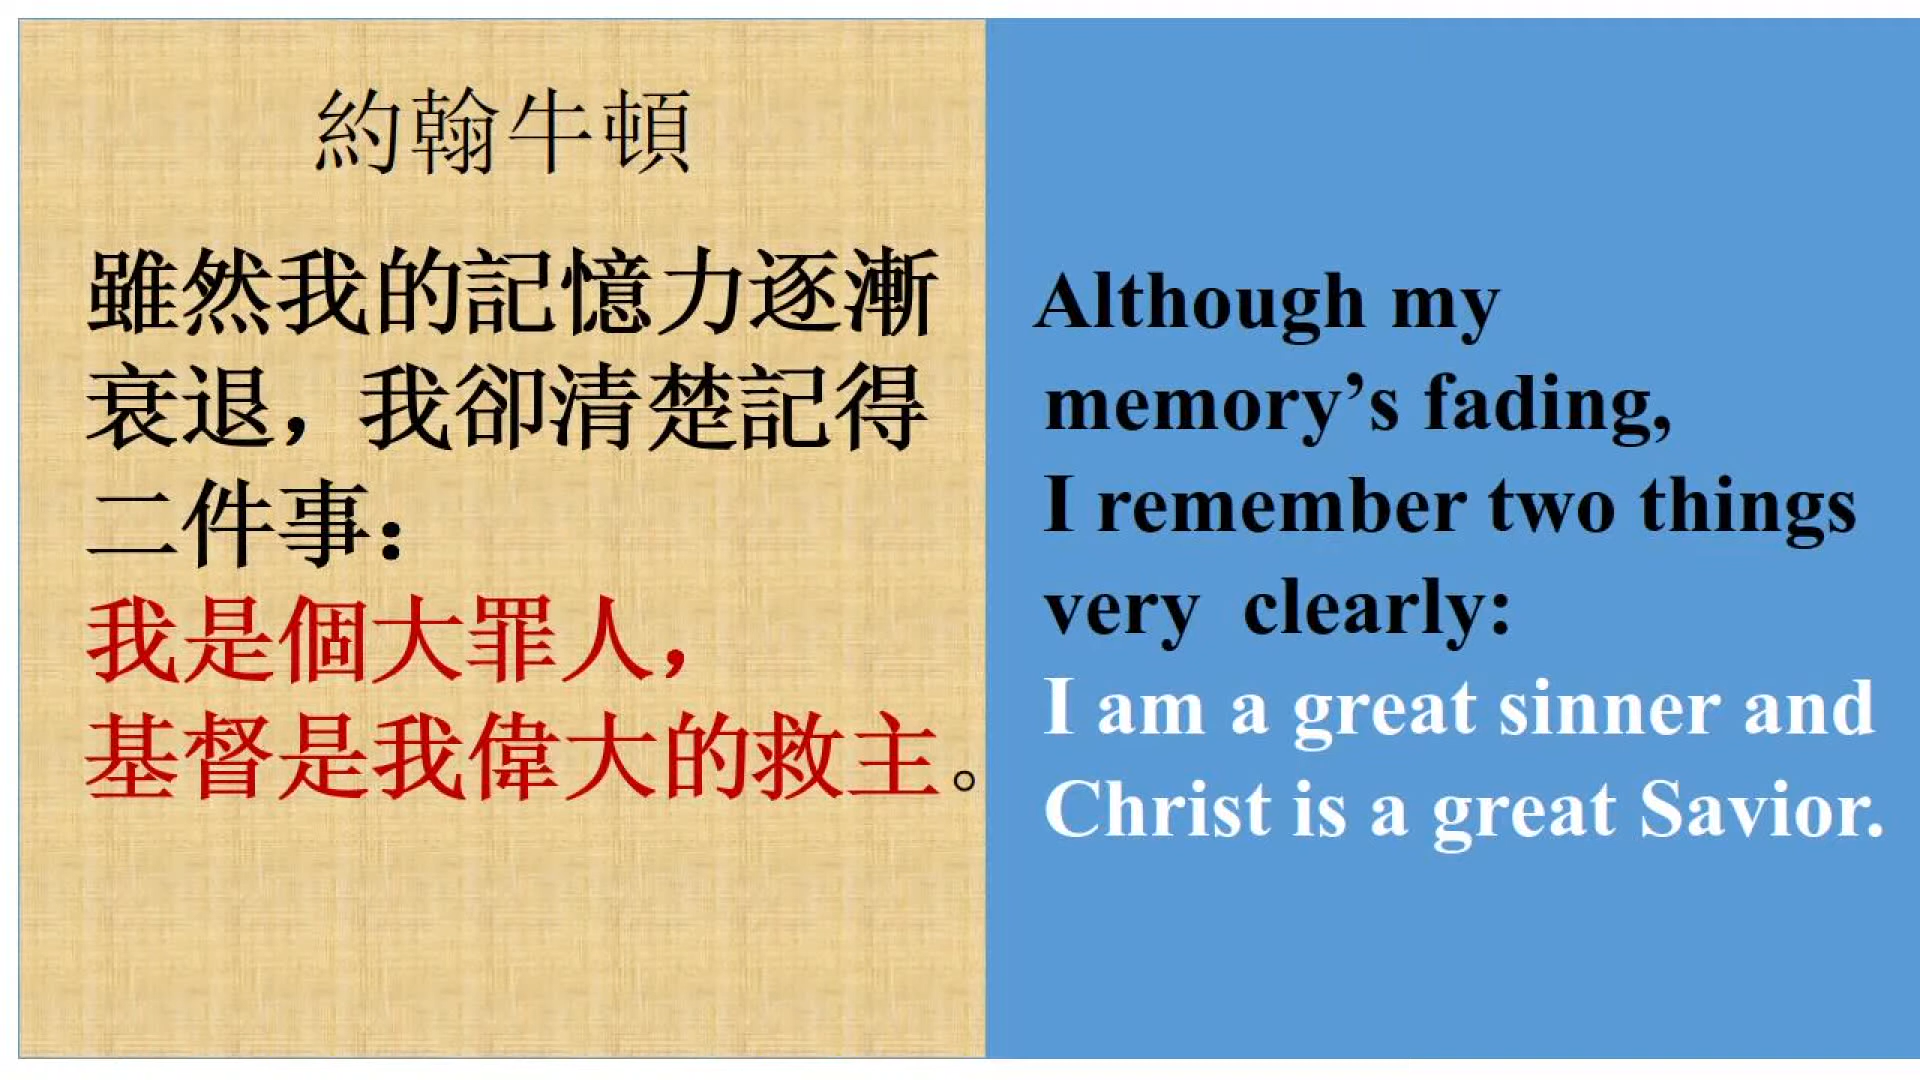 約翰牛頓
雖然我的記憶力逐漸
衰退，我卻清楚記得
二件事：
我是個大罪人，
基督是我偉大的救主。
Although my
memory’s fading,
I remember two things
very  clearly:
I am a great sinner and
Christ is a great Savior.